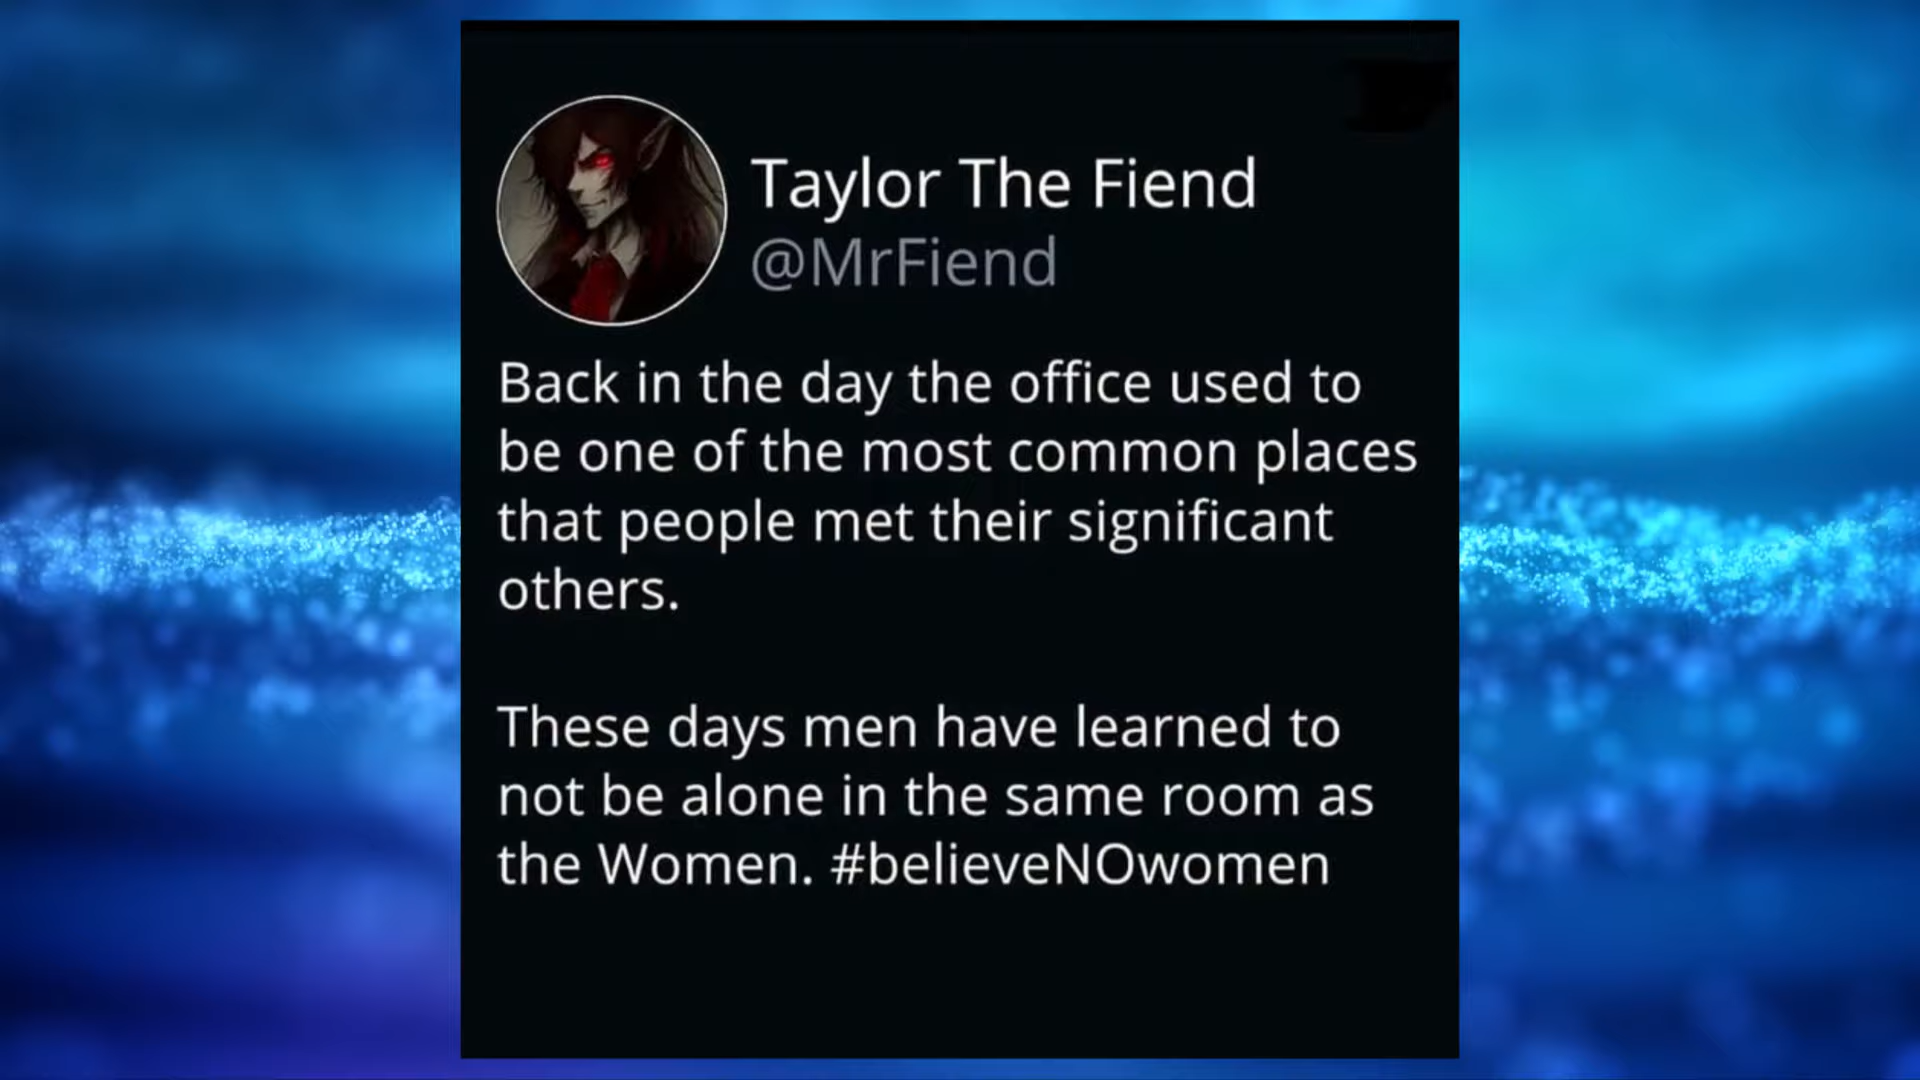 Taylor The Fiend
@MrFiend
Back in the day the office used to
be one of the most common places
that people met their significant
others.
These days men have learned to
not be alone in the same room as
the Women. #believeNOwomen